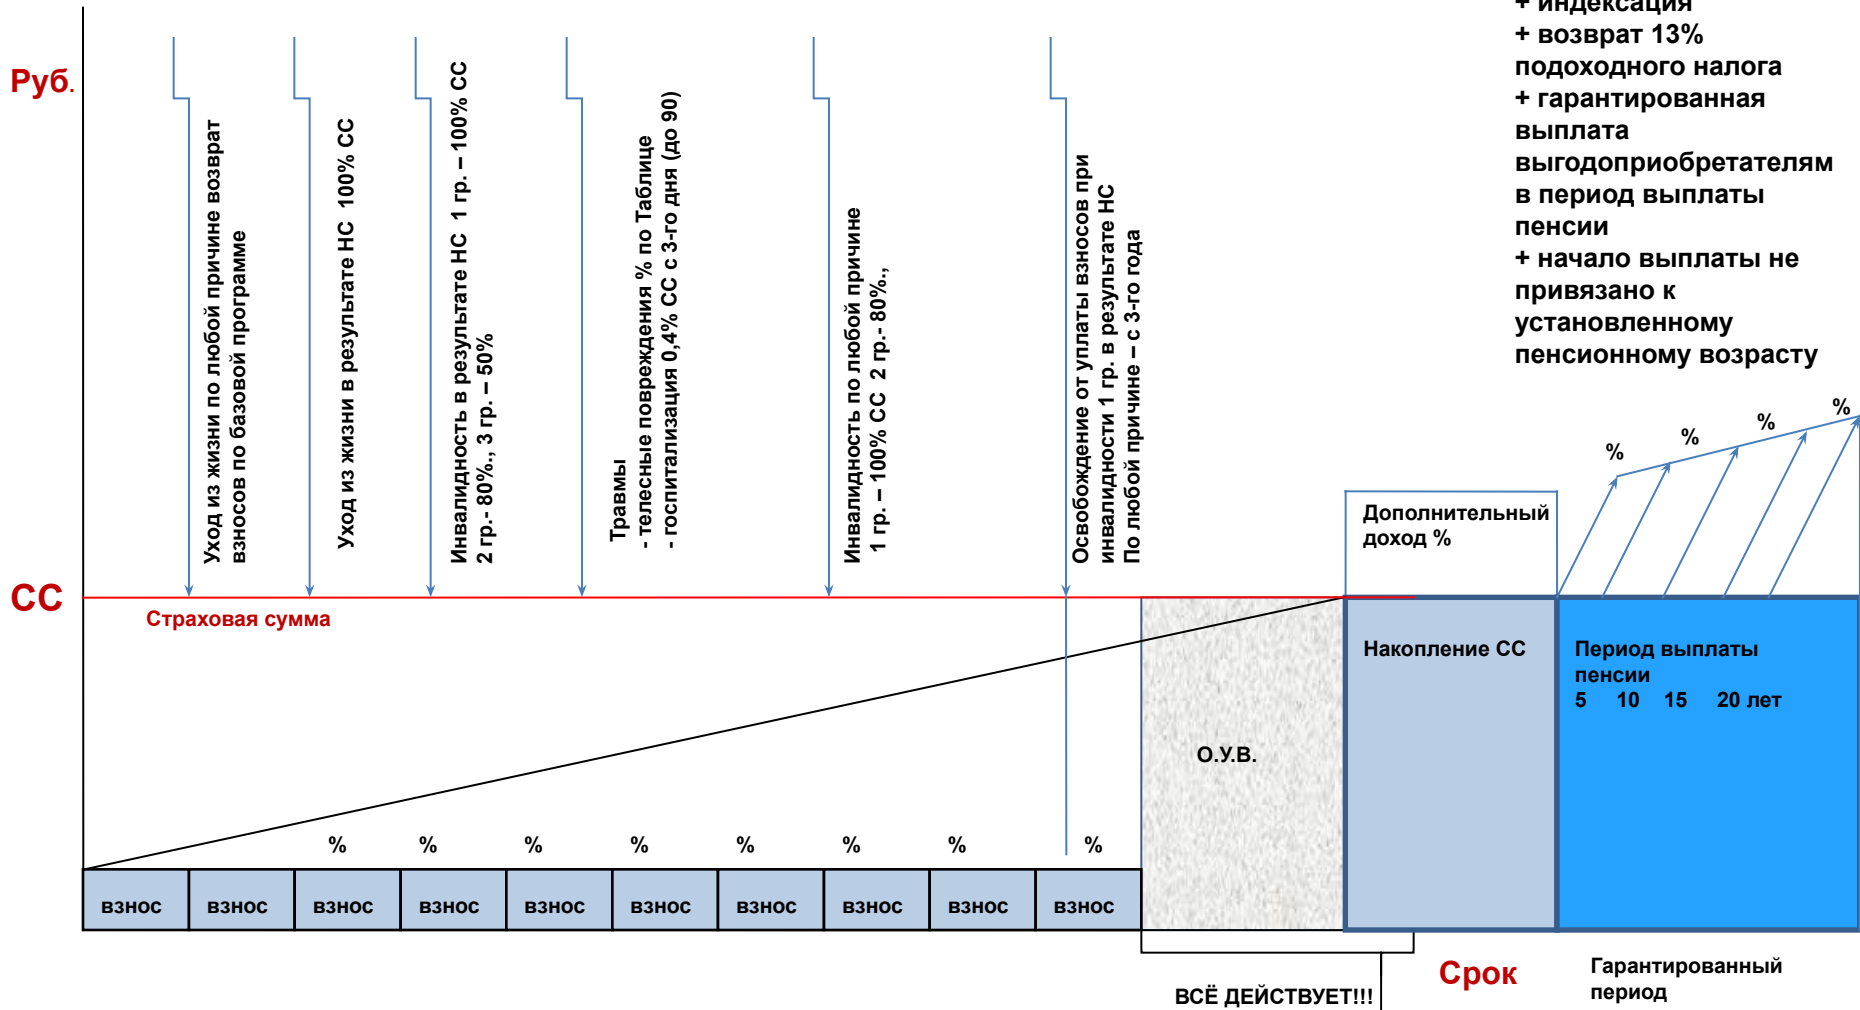 Руб.
Уход из жизни по любой причине возврат
взносов по базовой программе
Уход из жизни в результате НС 100% СС
Инвалидность в результате НС 1 гр. – 100% СС
2 гр.- 80%., 3 гр. – 50%
Травмы
- телесные повреждения % по Таблице
- госпитализация 0,4% СС с 3-го дня (до 90)
Инвалидность по любой причине
1 гр. – 100% СС 2 гр.- 80%.,
Освобождение от уплаты взносов при
инвалидности 1 гр. в результате НС
По любой причине – с 3-го года
+ индексация
+ возврат 13%
подоходного налога
+ гарантированная
выплата
выгодоприобретателям
в период выплаты
пенсии
+ начало выплаты не
привязано к
установленному
пенсионному возрасту
% % % % %
Дополнительный
доход %
СС
Страховая сумма
Накопление СС
Период выплаты
пенсии
5 10 15 20 лет
О.У.В.
% % % % % % % %
взнос взнос взнос взнос взнос взнос взнос взнос взнос взнос
Срок
Гарантированный
период
ВСЁ ДЕЙСТВУЕТ!!!